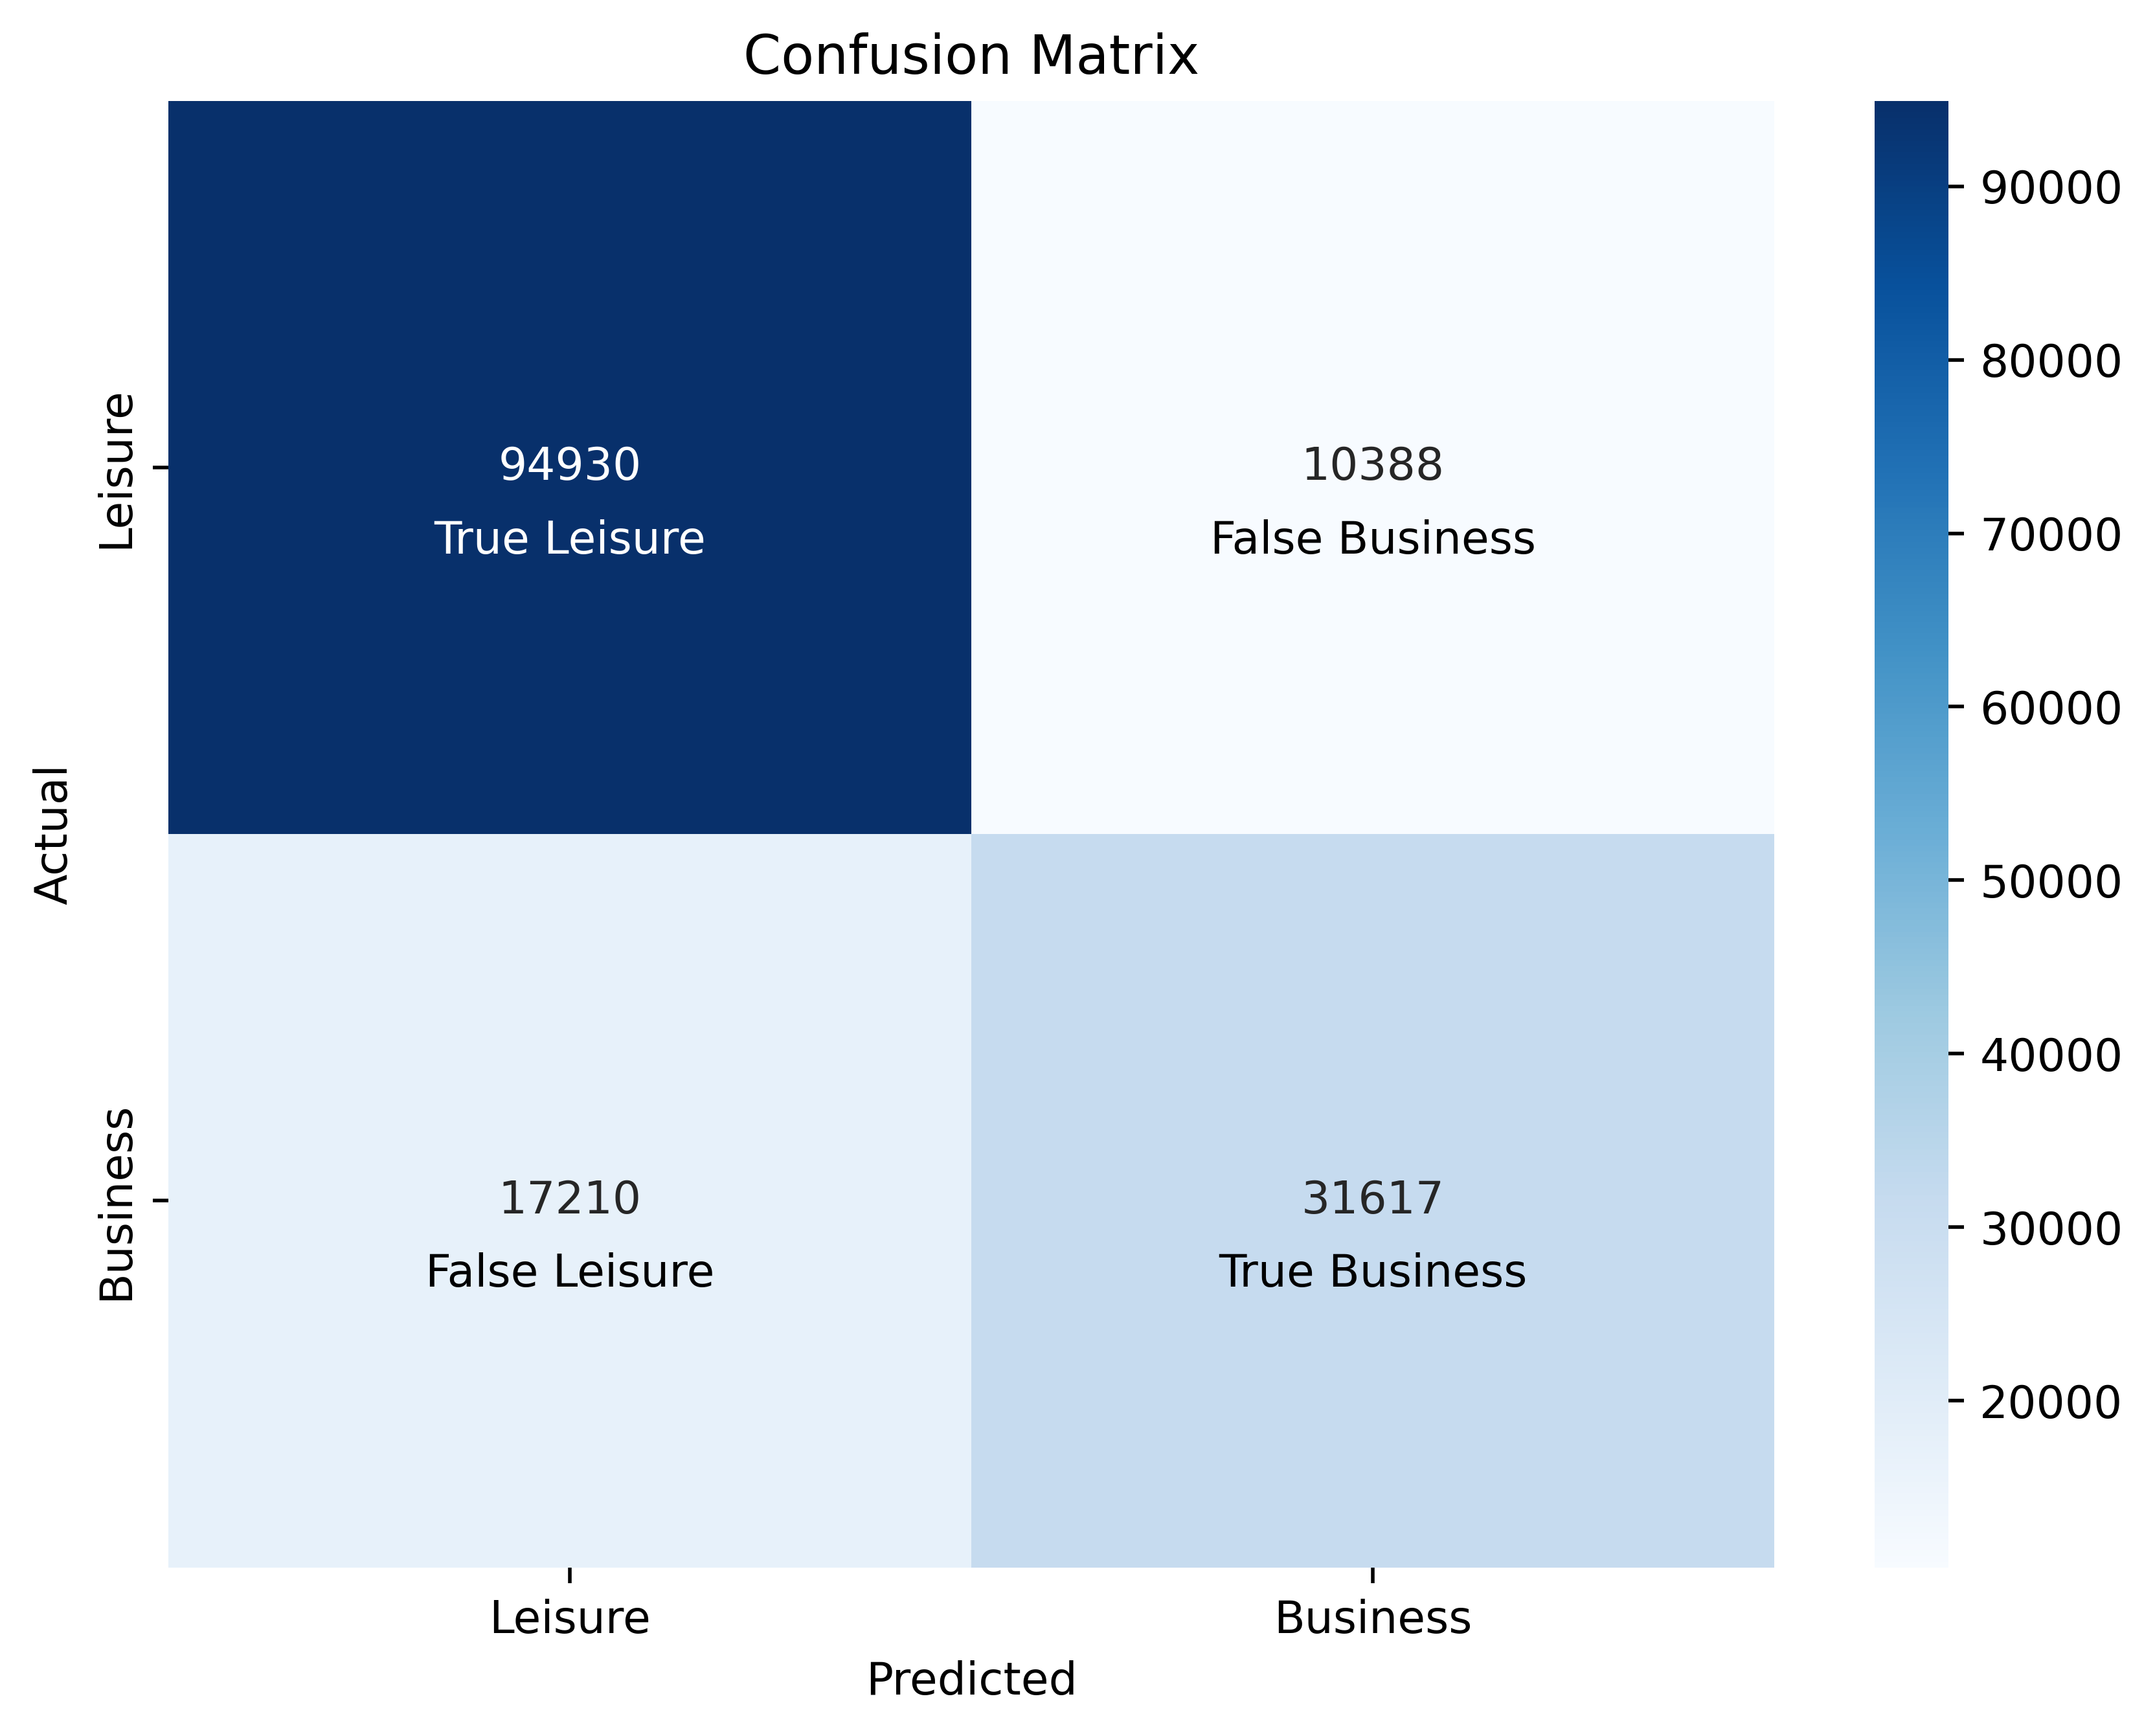 Confusion Matrix
Actual
Leisure
94930
True Leisure
10388
False Business
Business
17210
False Leisure
31617
True Business
Leisure
Business
Predicted
90000
80000
70000
60000
50000
40000
30000
20000